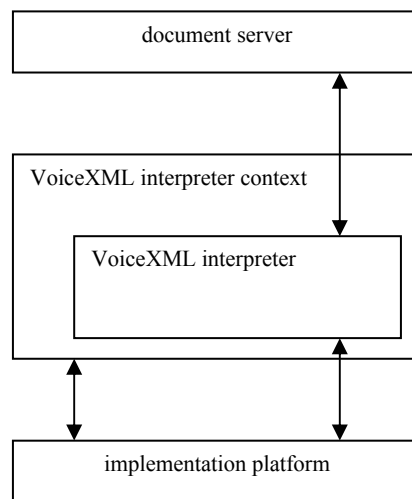 document server
VoiceXML interpreter context
VoiceXML interpreter
implementation platform